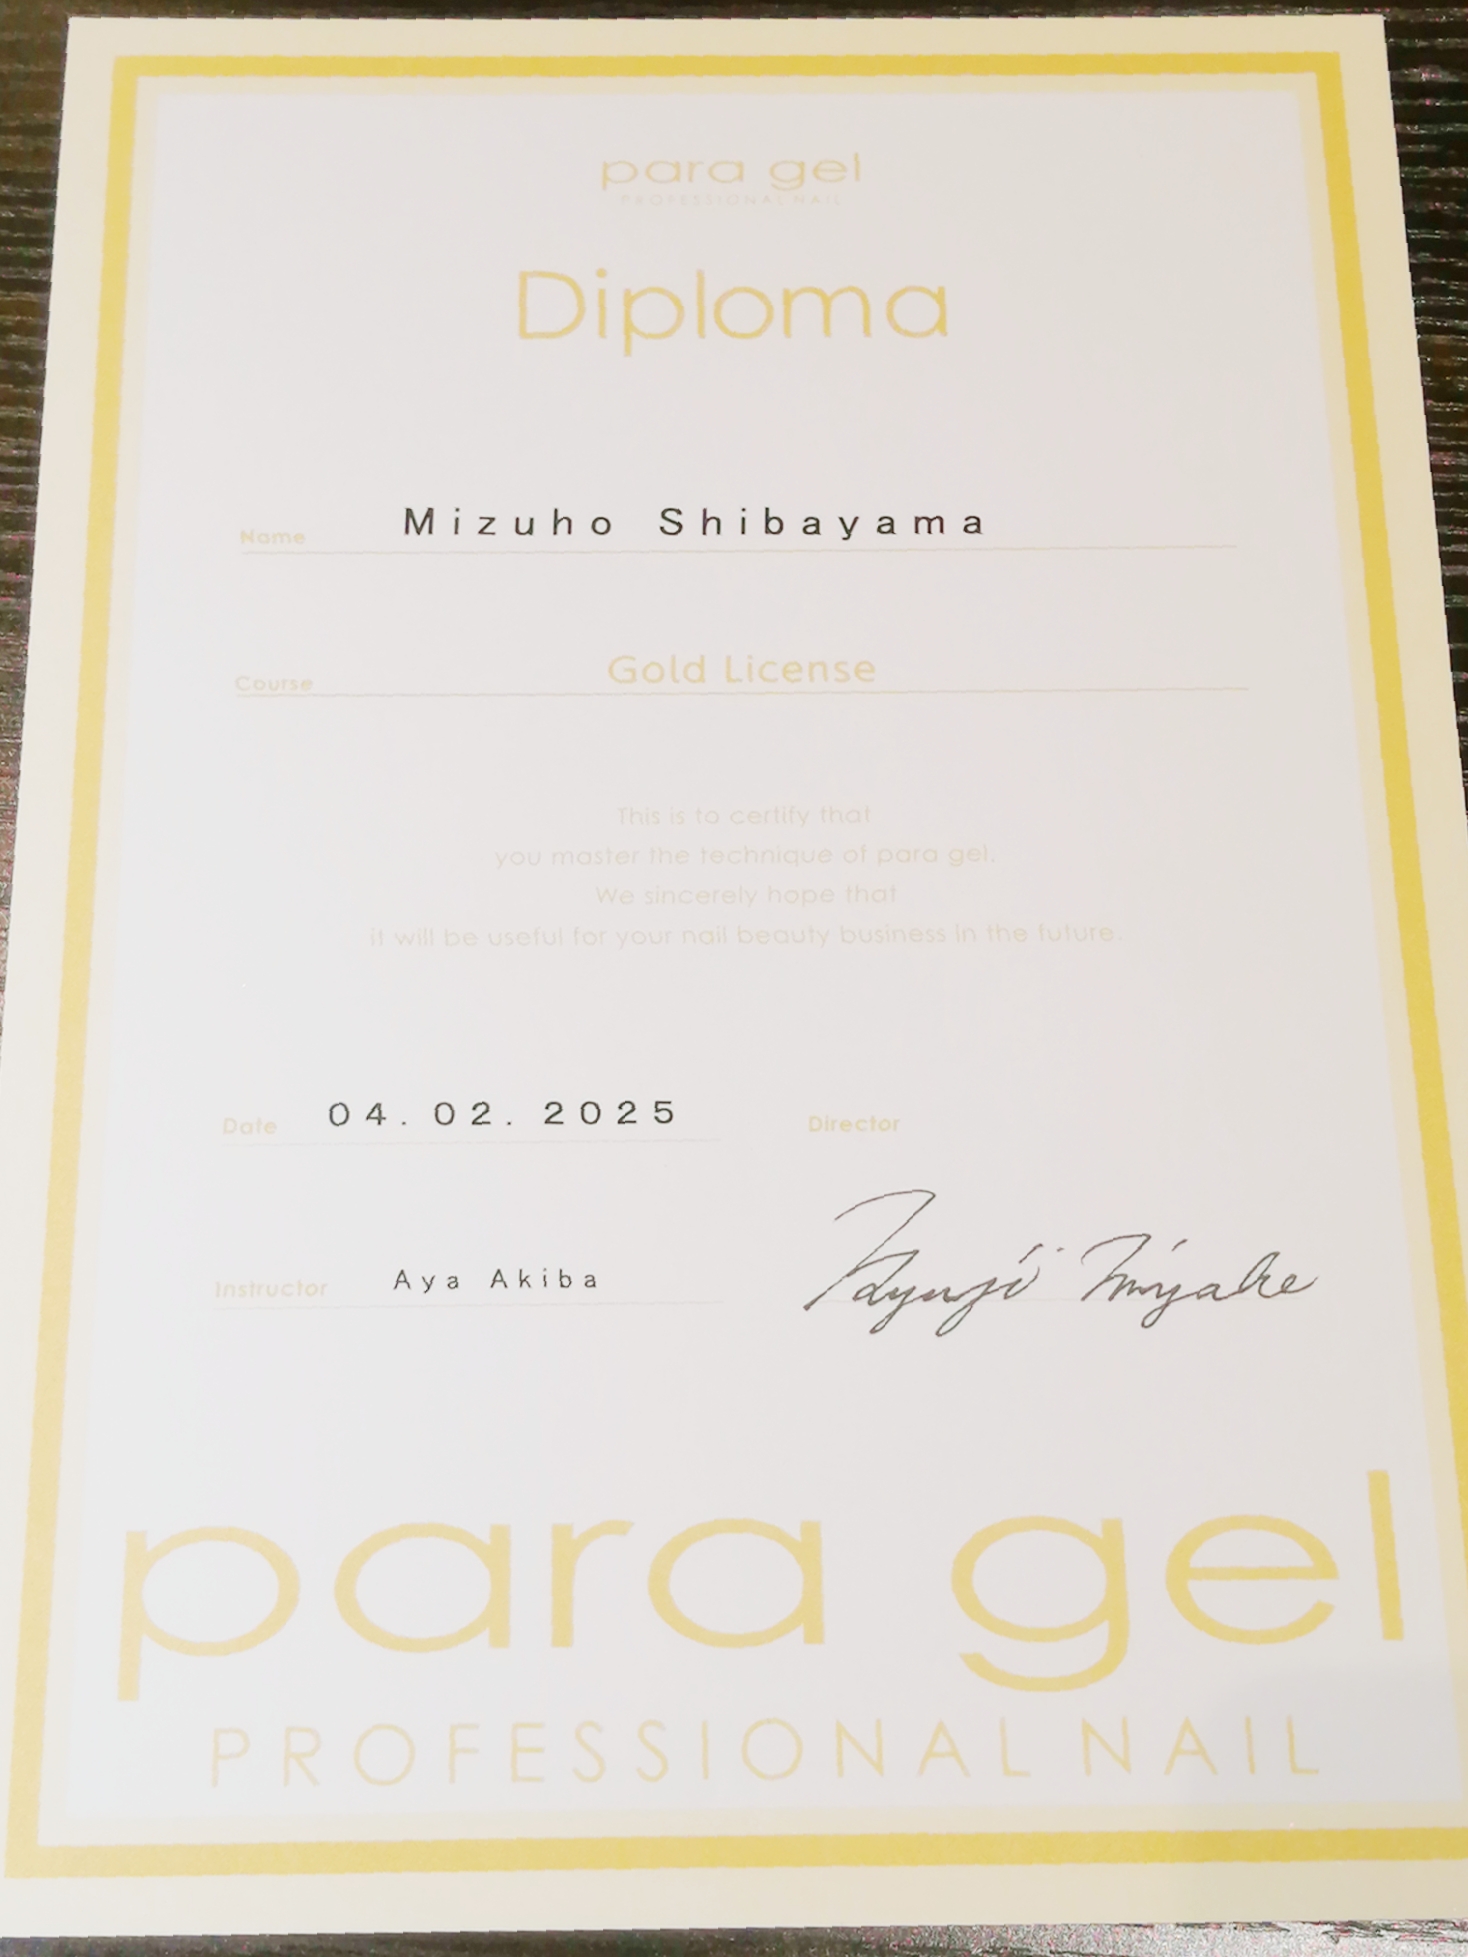 para gel
PROFESSIONAL NAIL
Diploma
Name Mizuho Shibayama
Course Gold License
This is to certify that
you master the technique of para gel.
We sincerely hope that
it will be useful for your nail beauty business in the future.
Date 04. 02. 2025
Director
Instructor Aya Akiba
Ryuji Miyake
para gel
PROFESSIONAL NAIL